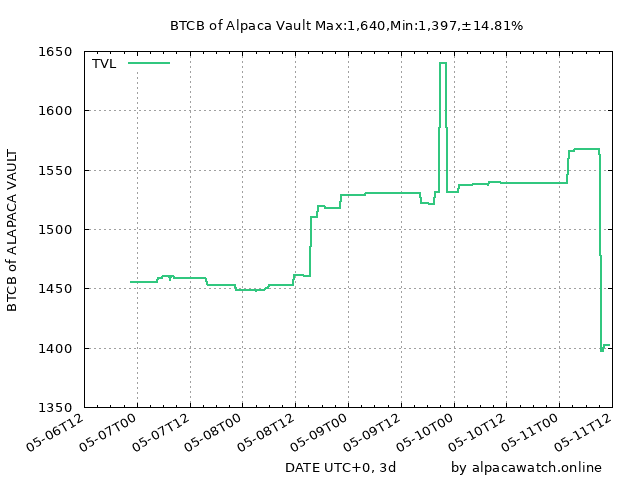 BTCB of Alpaca Vault Max:1,640,Min:1,397,±14.81%
TVL
1650
1600
1550
1500
1450
1400
1350
BTCB of ALAPACA VAULT
05-06T12
05-07T00
05-07T12
05-08T00
05-08T12
05-09T00
05-09T12
05-10T00
05-10T12
05-11T00
05-11T12
DATE UTC+0, 3d
by alpacawatch.online